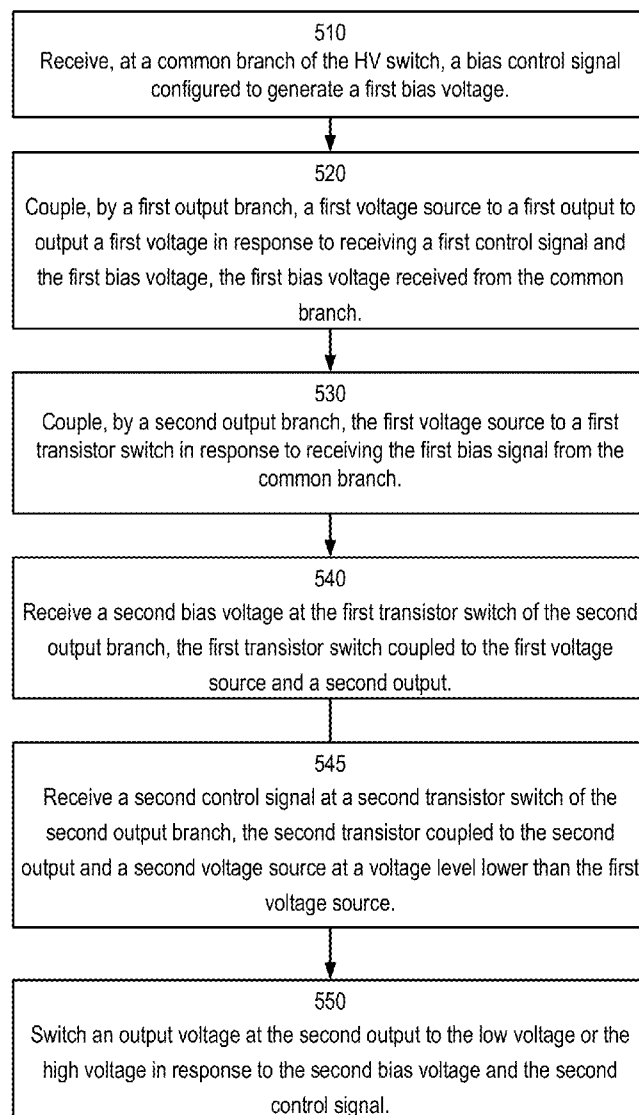 510
Receive, at a common branch of the HV switch, a bias control signal
configured to generate a first bias voltage.
520
Couple, by a first output branch, a first voltage source to a first output to
output a first voltage in response to receiving a first control signal and
the first bias voltage, the first bias voltage received from the common
branch.
530
Couple, by a second output branch, the first voltage source to a first
transistor switch in response to receiving the first bias signal from the
common branch.
540
Receive a second bias voltage at the first transistor switch of the second
output branch, the first transistor switch coupled to the first voltage
source and a second output.
545
Receive a second control signal at a second transistor switch of the
second output branch, the second transistor coupled to the second
output and a second voltage source at a voltage level lower than the first
voltage source.
550
Switch an output voltage at the second output to the low voltage or the
high voltage in response to the second bias voltage and the second
control signal.